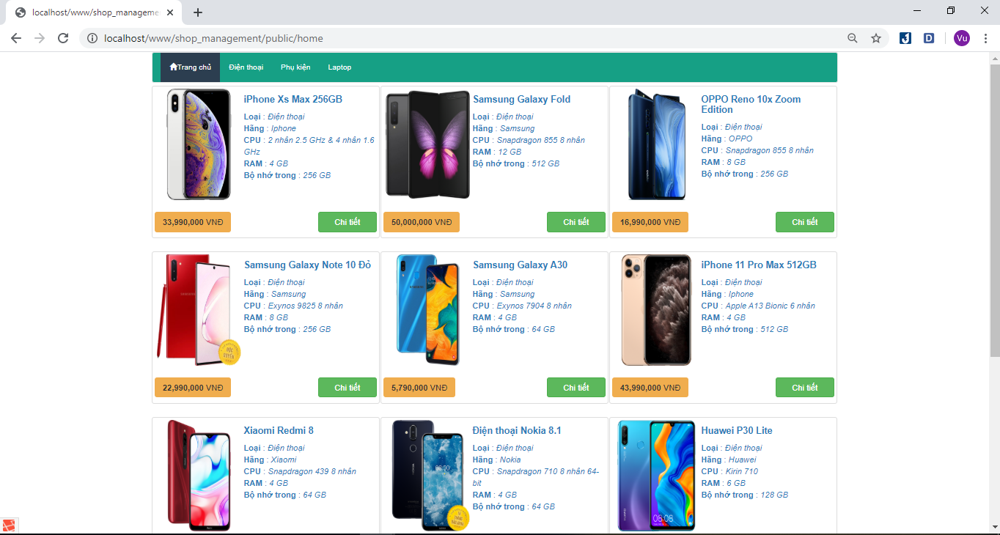 localhost/www/shop_manageme
localhost/www/shop_management/public/home
Vu
Trang chủ Điện thoại Phụ kiện Laptop
iPhone Xs Max 256GB
Loại : Điện thoại
Hãng : Iphone
CPU : 2 nhân 2.5 GHz & 4 nhân 1.6
GHz
RAM : 4 GB
Bộ nhớ trong : 256 GB
33,990,000 VNĐ
Chi tiết
Samsung Galaxy Fold
Loại : Điện thoại
Hãng : Samsung
CPU : Snapdragon 855 8 nhân
RAM : 12 GB
Bộ nhớ trong : 512 GB
50,000,000 VNĐ
Chi tiết
OPPO Reno 10x Zoom
Edition
Loại : Điện thoại
Hãng : OPPO
CPU : Snapdragon 855 8 nhân
RAM : 8 GB
Bộ nhớ trong : 256 GB
16,990,000 VNĐ
Chi tiết
Samsung Galaxy Note 10 Đỏ
Loại : Điện thoại
Hãng : Samsung
CPU : Exynos 9825 8 nhân
RAM : 8 GB
Bộ nhớ trong : 256 GB
ĐỘC
QUYỀN
22,990,000 VNĐ
Chi tiết
Samsung Galaxy A30
Loại : Điện thoại
Hãng : Samsung
CPU : Exynos 7904 8 nhân
RAM : 4 GB
Bộ nhớ trong : 64 GB
5,790,000 VNĐ
Chi tiết
iPhone 11 Pro Max 512GB
Loại : Điện thoại
Hãng : Iphone
CPU : Apple A13 Bionic 6 nhân
RAM : 4 GB
Bộ nhớ trong : 512 GB
43,990,000 VNĐ
Chi tiết
Xiaomi Redmi 8
Loại : Điện thoại
Hãng : Xiaomi
CPU : Snapdragon 439 8 nhân
RAM : 4 GB
Bộ nhớ trong : 64 GB
Điện thoại Nokia 8.1
Loại : Điện thoại
Hãng : Nokia
CPU : Snapdragon 710 8 nhân 64-
bit
RAM : 4 GB
Bộ nhớ trong : 64 GB
Huawei P30 Lite
Loại : Điện thoại
Hãng : Huawei
CPU : Kirin 710
RAM : 6 GB
Bộ nhớ trong : 128 GB
08:08